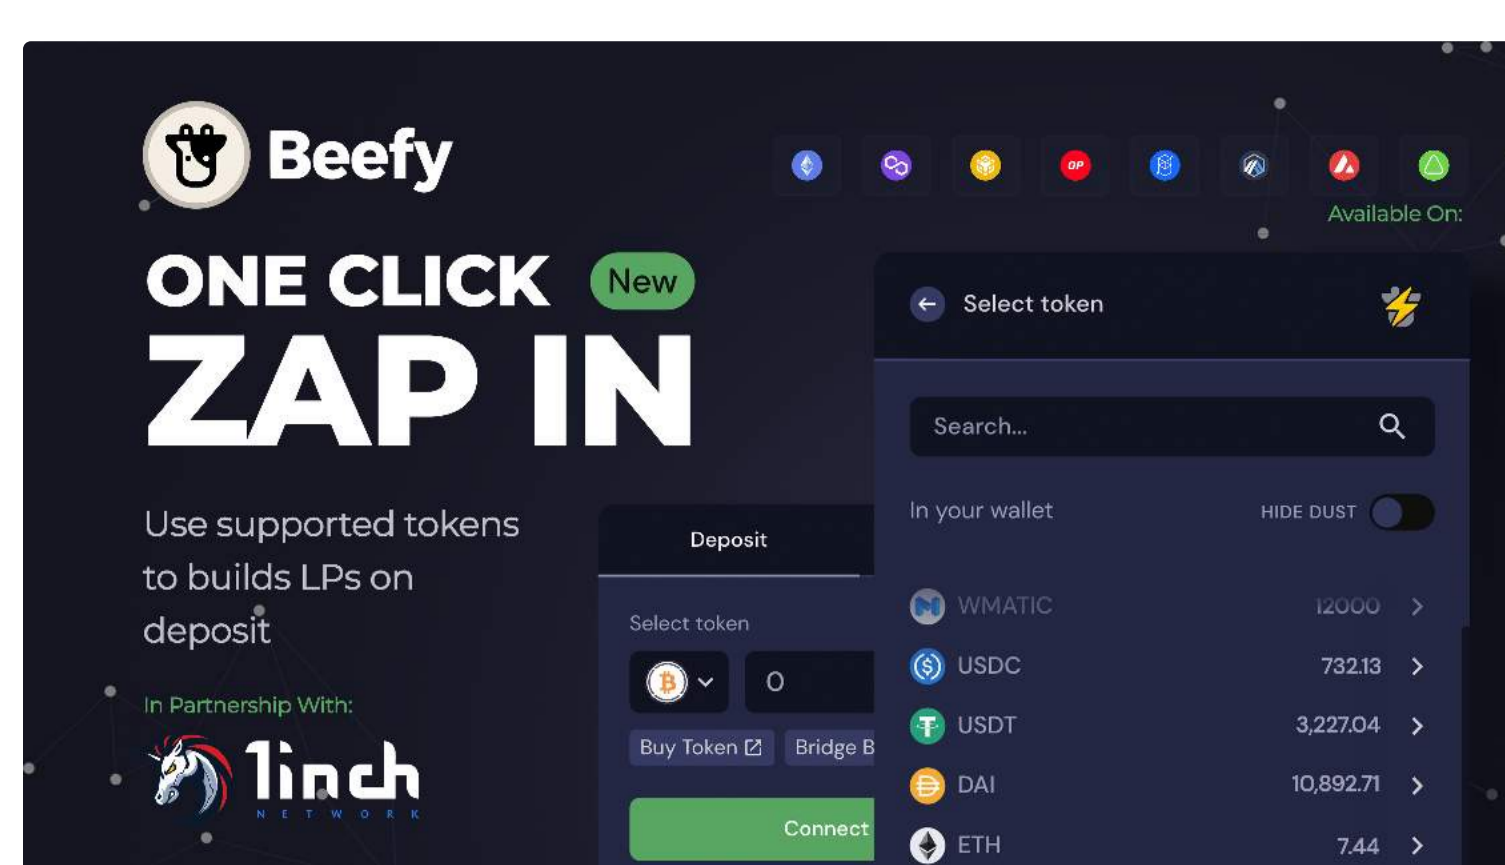 Beefy
OP
Available On:
ONE CLICK New
ZAP IN
Use supported tokens
to builds LPs on
deposit
In Partnership With:
1inch
NETWORK
Deposit
Select token
0
Buy Token
Bridge B
Connect
Select token
Search...
In your wallet HIDE DUST
WMATIC 12000
USDC 732.13
USDT 3,227.04
DAI 10,892.71
ETH 7.44